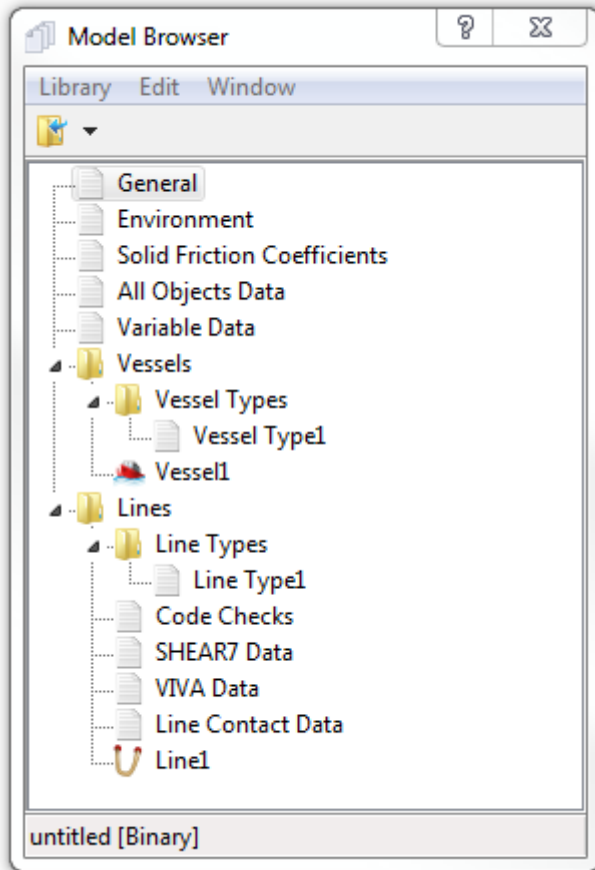 Model Browser
Library Edit Window
General
Environment
Solid Friction Coefficients
All Objects Data
Variable Data
Vessels
Vessel Types
Vessel Type1
Vessel1
Lines
Line Types
Line Type1
Code Checks
SHEAR7 Data
VIVA Data
Line Contact Data
Line1
untitled [Binary]